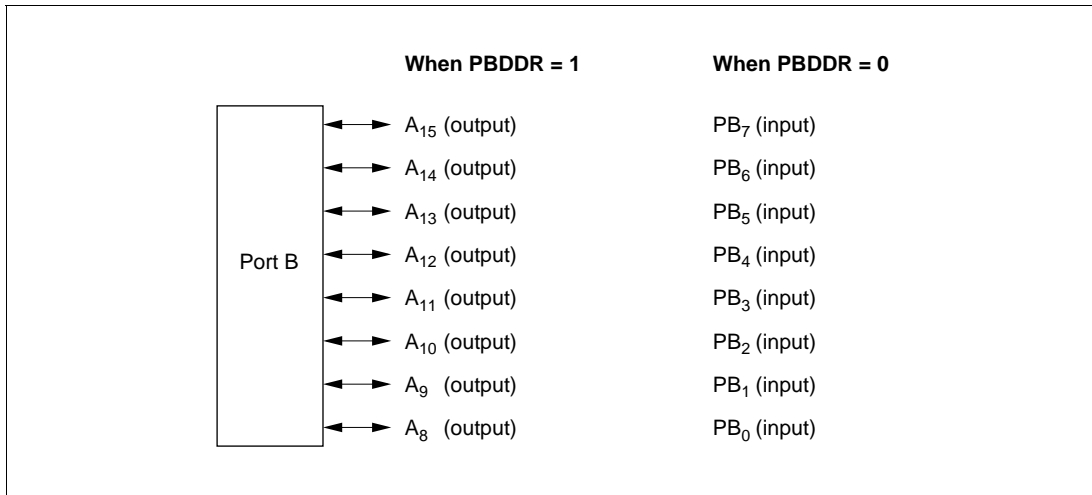 When PBDDR = 1 When PBDDR = 0
A15 (output) PB7 (input)
A14 (output) PB6 (input)
A13 (output) PB5 (input)
Port B A12 (output) PB4 (input)
A11 (output) PB3 (input)
A10 (output) PB2 (input)
A9 (output) PB1 (input)
A8 (output) PB0 (input)